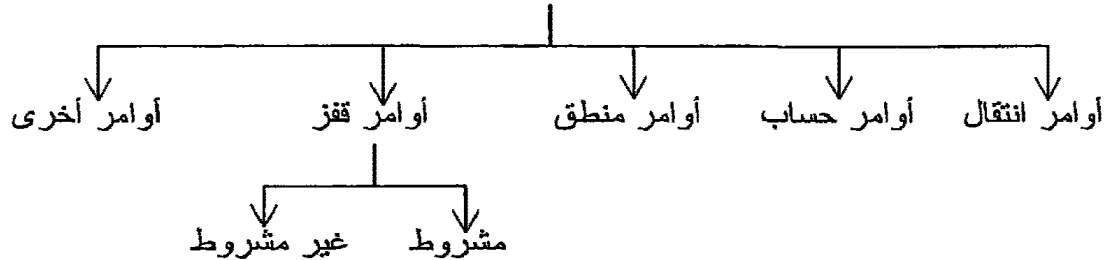 أوامر انتقال أوامر حساب أوامر منطق أوامر قفز أوامر أخرى
مشروط غير مشروط